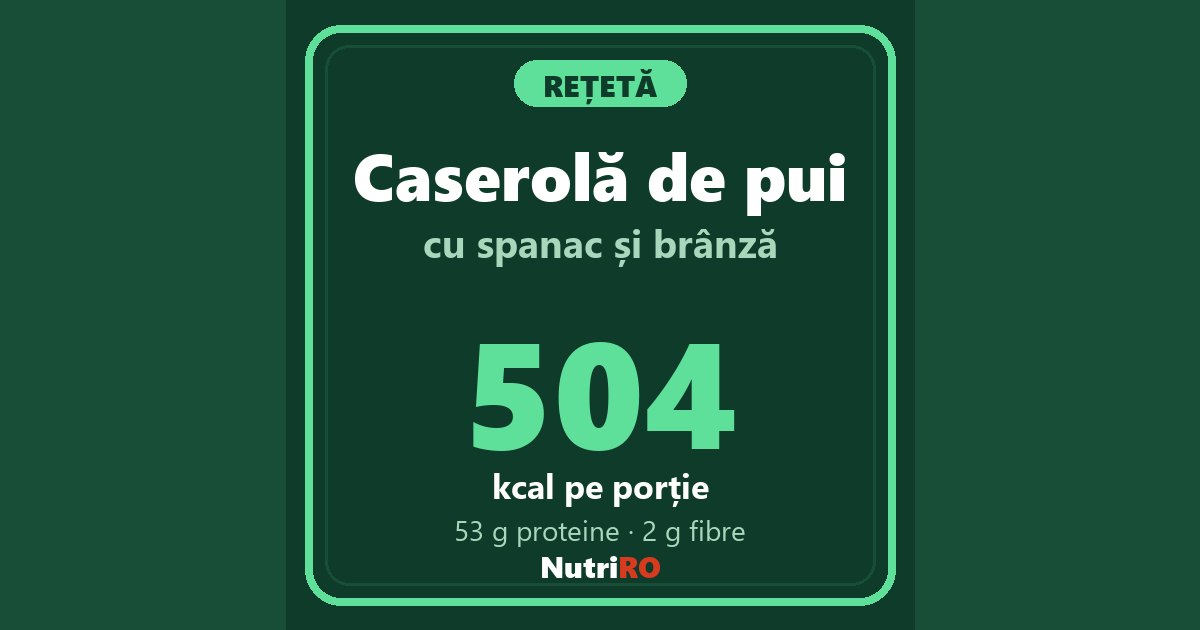 REȚETĂ
Caserolă de pui
cu spanac și brânză
504
kcal pe porție
53 g proteine · 2 g fibre
NutriRO